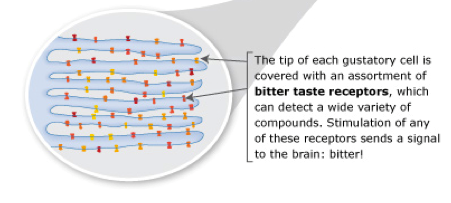 The tip of each gustatory cell is
covered with an assortment of
bitter taste receptors, which
can detect a wide variety of
compounds. Stimulation of any
of these receptors sends a signal
to the brain: bitter!